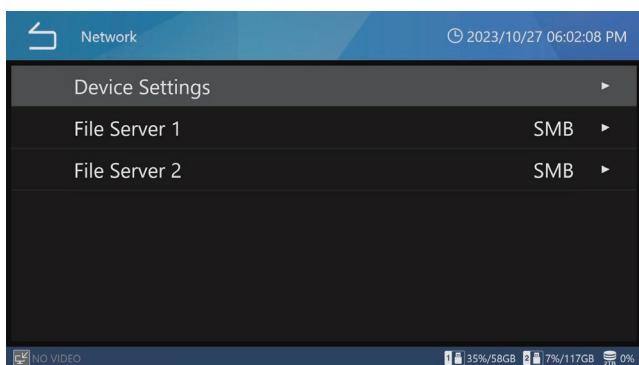 Network 2023/10/27 06:02:08 PM
Device Settings
File Server 1 SMB
File Server 2 SMB
NO VIDEO 1 35%/58GB 2 7%/117GB 2TB 0%